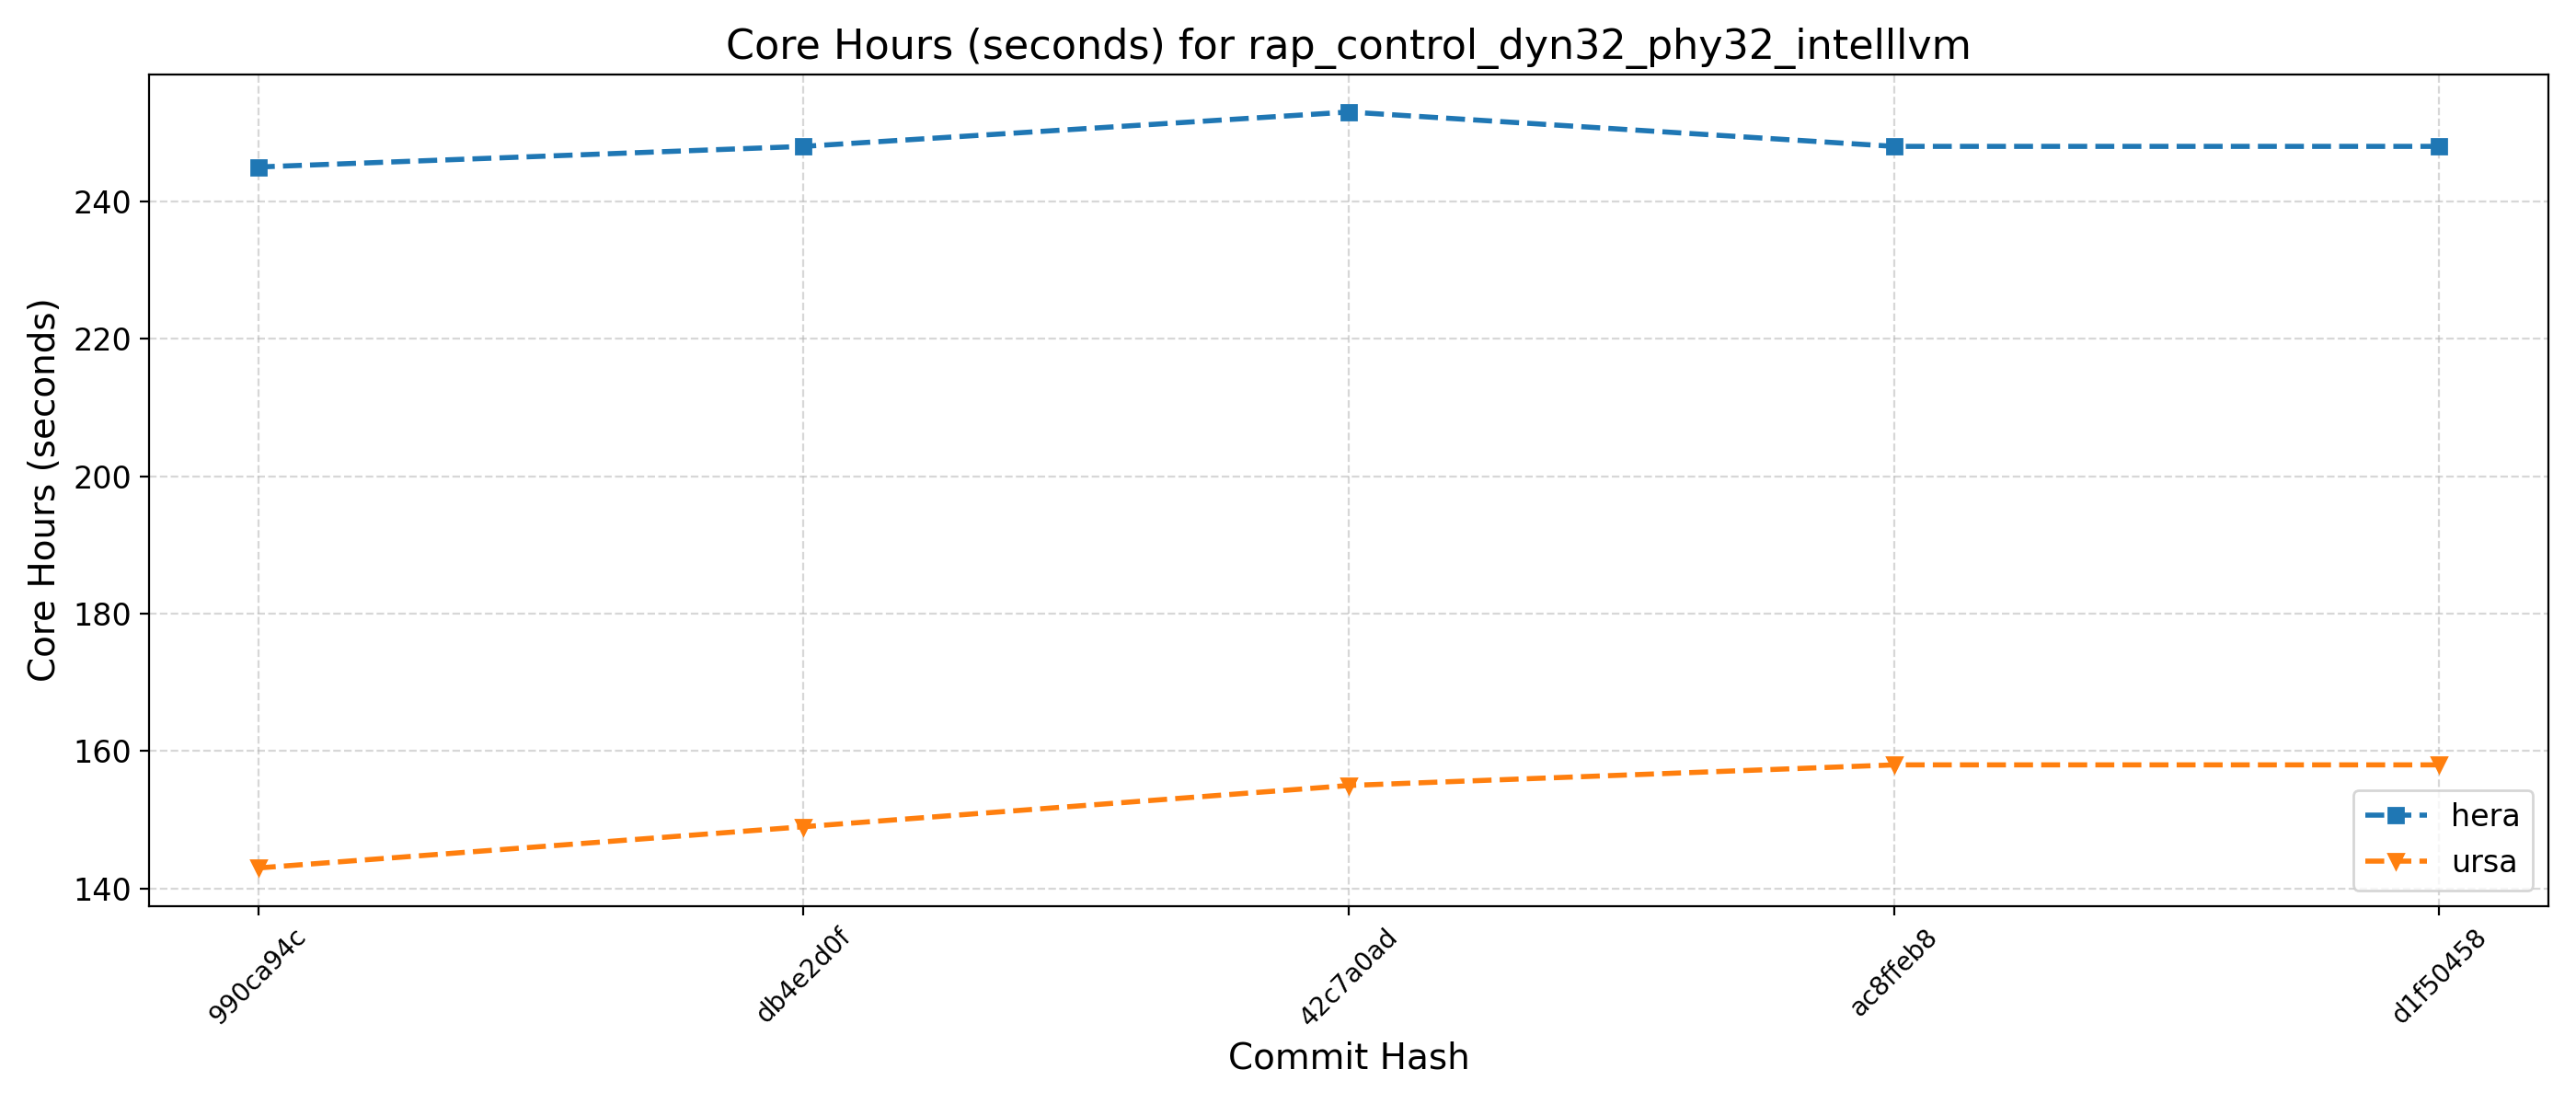 Core Hours (seconds) for rap_control_dyn32_phy32_intelllvm
Core Hours (seconds)
240
220
200
180
160
140
hera
ursa
990ca94c
db4e2d0f
42c7a0ad
ac8ffeb8
d1f50458
Commit Hash